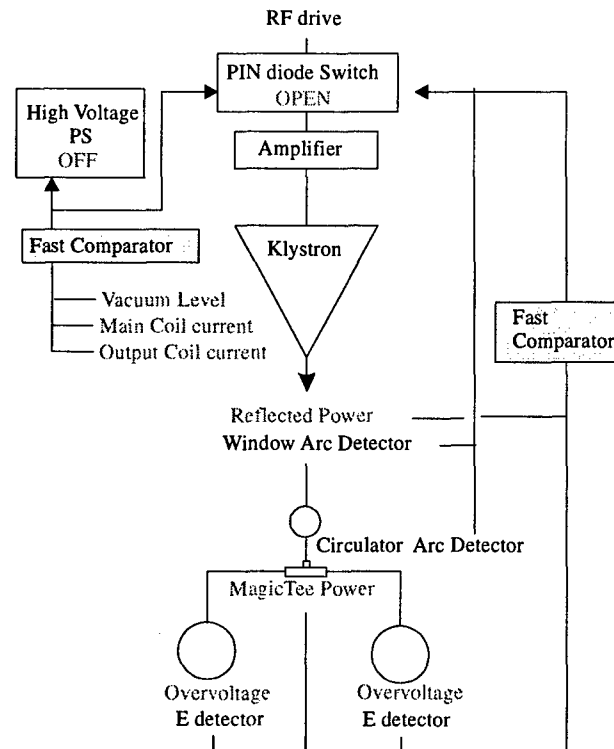 RF drive
PIN diode Switch
OPEN
High Voltage
PS
OFF
Amplifier
Fast Comparator
Klystron
Vacuum Level
Main Coil current
Output Coil current
Fast
Comparator
Reflected Power
Window Arc Detector
Circulator Arc Detector
MagicTee Power
Overvoltage
E detector
Overvoltage
E detector